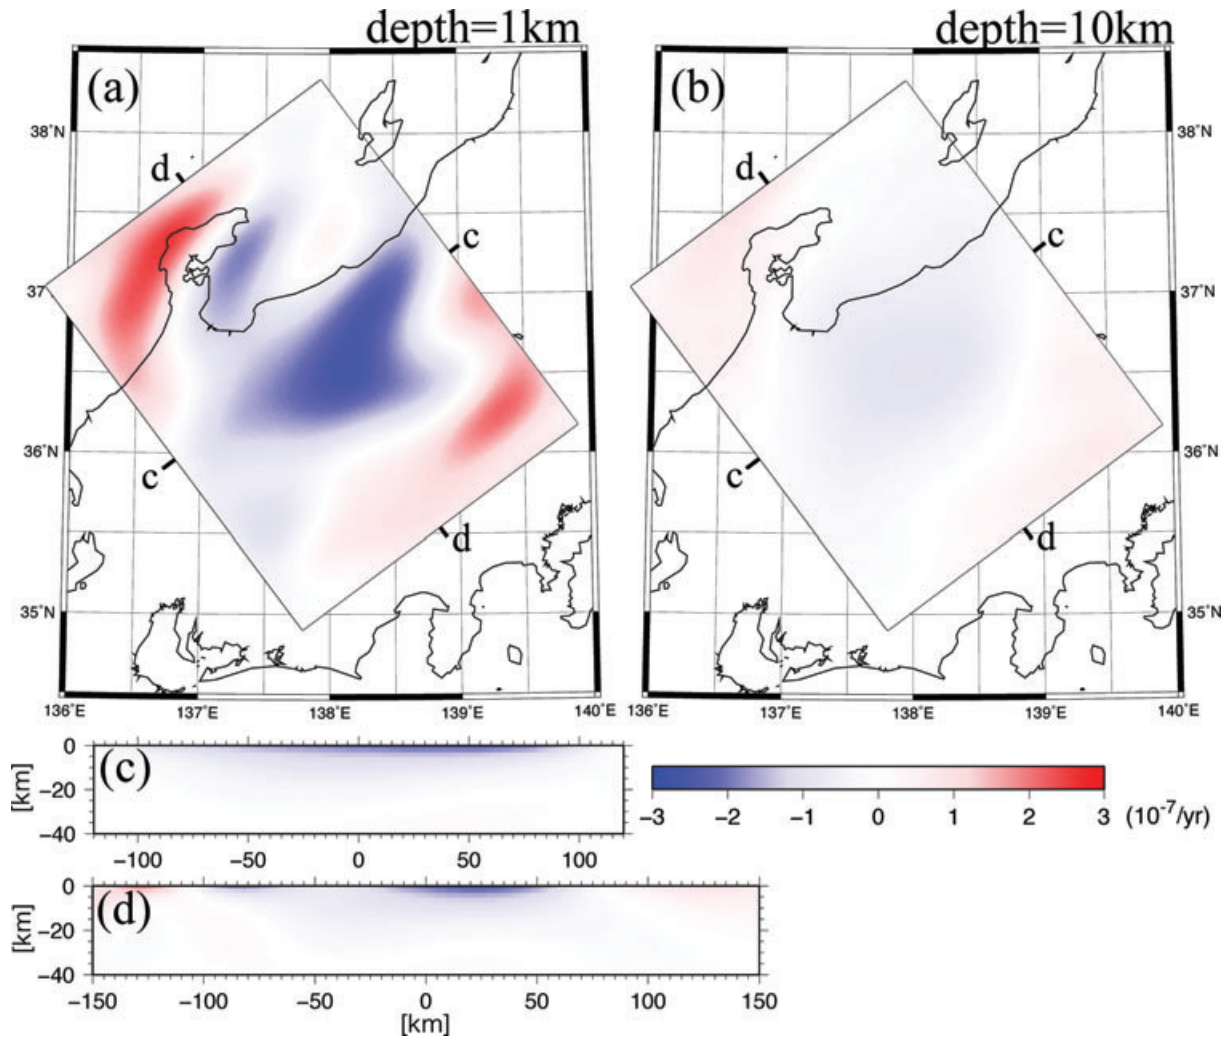 depth=1km
depth=10km
(a)
(b)
38°N
38°N
d
d
c
c
37
37°N
36°N
36°N
c
c
d
d
35°N
35°N
136°E 137°E 138°E 139°E 140°E
136°E 137°E 138°E 139°E 140°E
0
(c)
[km]
−20
−40
−100 −50 0 50 100
−3 −2 −1 0 1 2 3 (10-7/yr)
0
(d)
[km]
−20
−40
−150 −100 −50 0 50 100 150
[km]